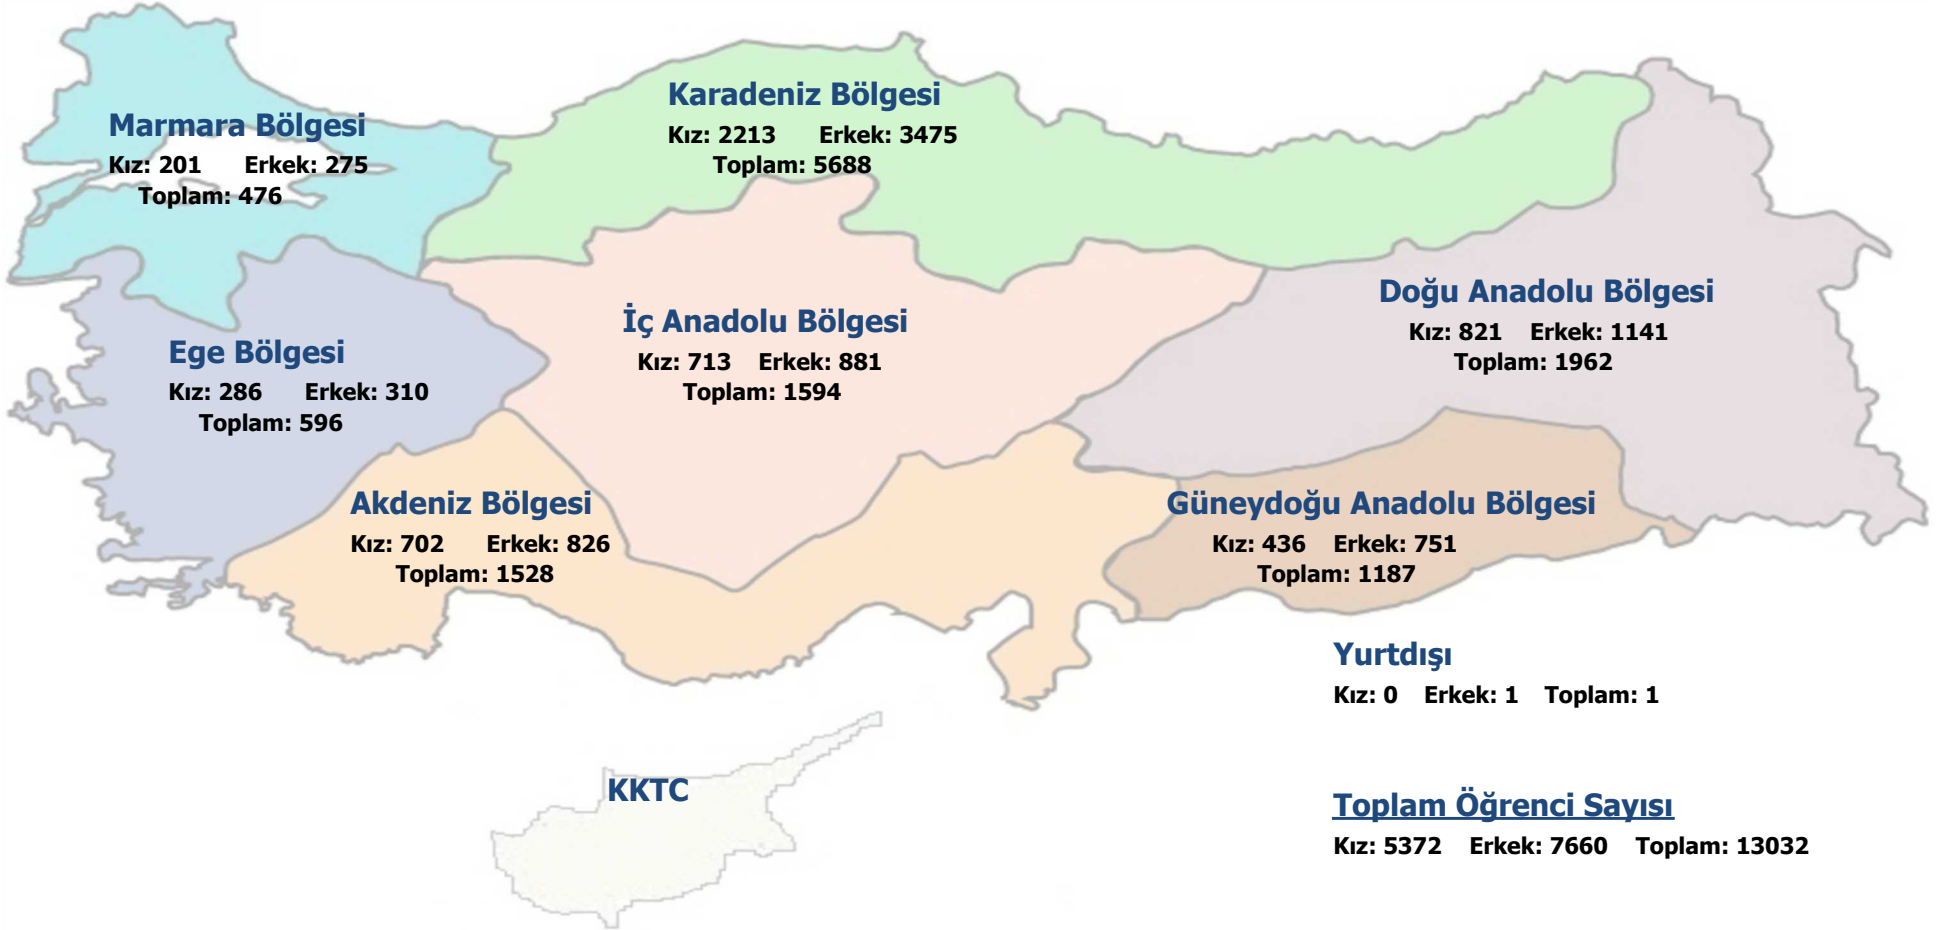 Karadeniz Bölgesi
Kız: 2213 Erkek: 3475
Toplam: 5688
Marmara Bölgesi
Kız: 201 Erkek: 275
Toplam: 476
Doğu Anadolu Bölgesi
Kız: 821 Erkek: 1141
Toplam: 1962
İç Anadolu Bölgesi
Kız: 713 Erkek: 881
Toplam: 1594
Ege Bölgesi
Kız: 286 Erkek: 310
Toplam: 596
Akdeniz Bölgesi
Kız: 702 Erkek: 826
Toplam: 1528
Güneydoğu Anadolu Bölgesi
Kız: 436 Erkek: 751
Toplam: 1187
Yurtdışı
Kız: 0 Erkek: 1 Toplam: 1
KKTC
Toplam Öğrenci Sayısı
Kız: 5372 Erkek: 7660 Toplam: 13032